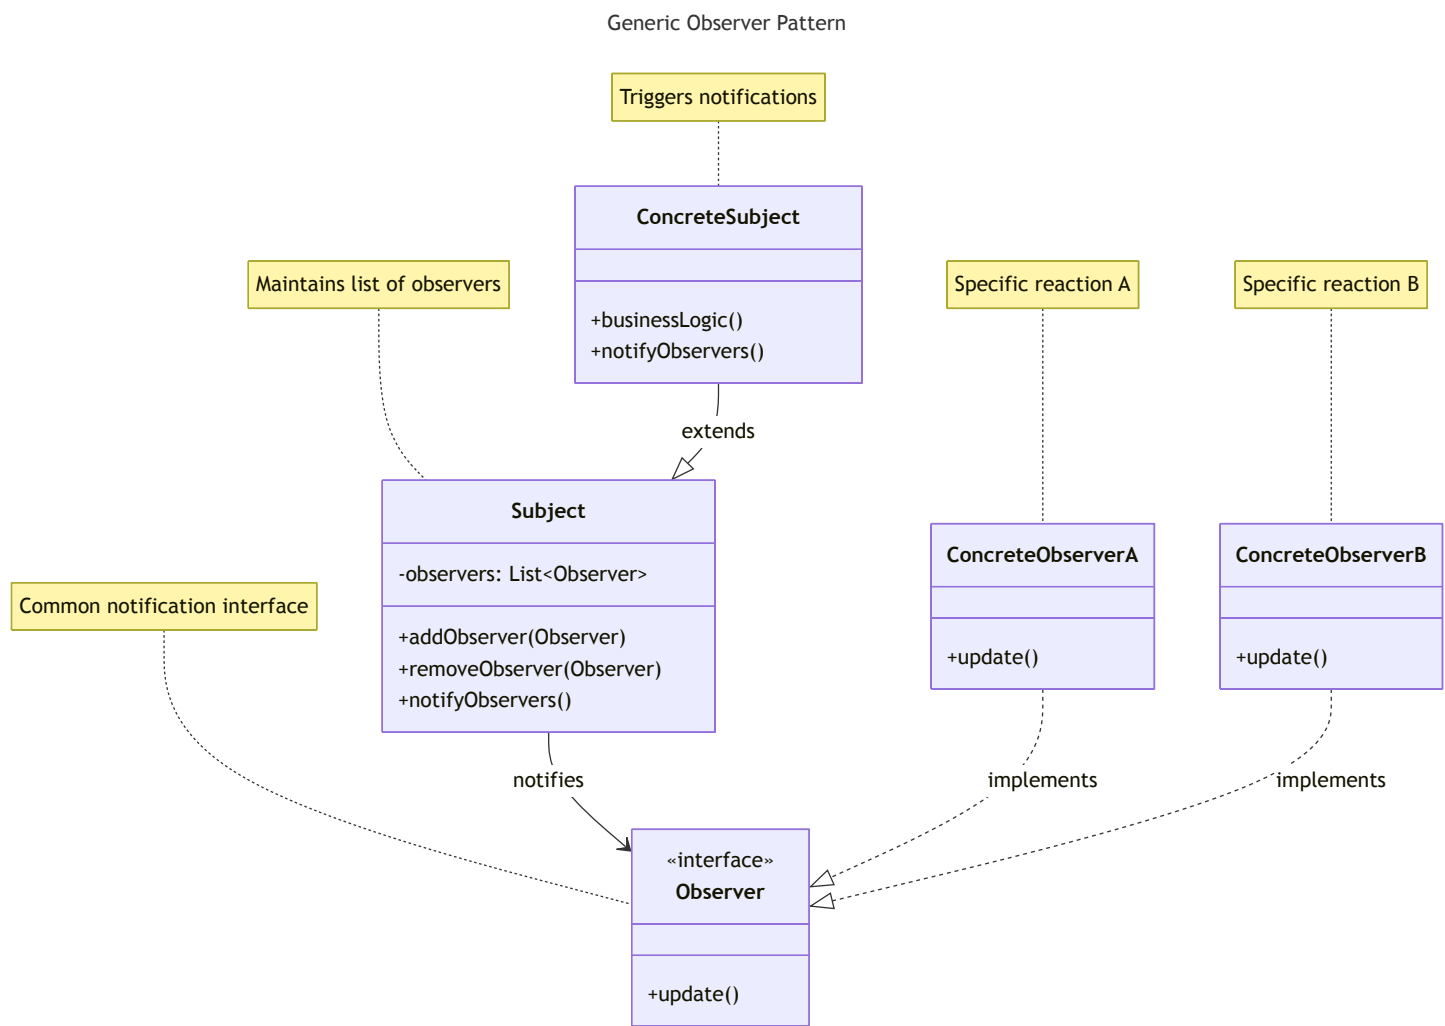 Generic Observer Pattern
Triggers notifications
ConcreteSubject
+businessLogic()
+notifyObservers()
Maintains list of observers
Specific reaction A
Specific reaction B
extends
Subject
-observers: List<Observer>
+addObserver(Observer)
+removeObserver(Observer)
+notifyObservers()
ConcreteObserverA
+update()
ConcreteObserverB
+update()
Common notification interface
notifies
implements
implements
«interface»
Observer
+update()